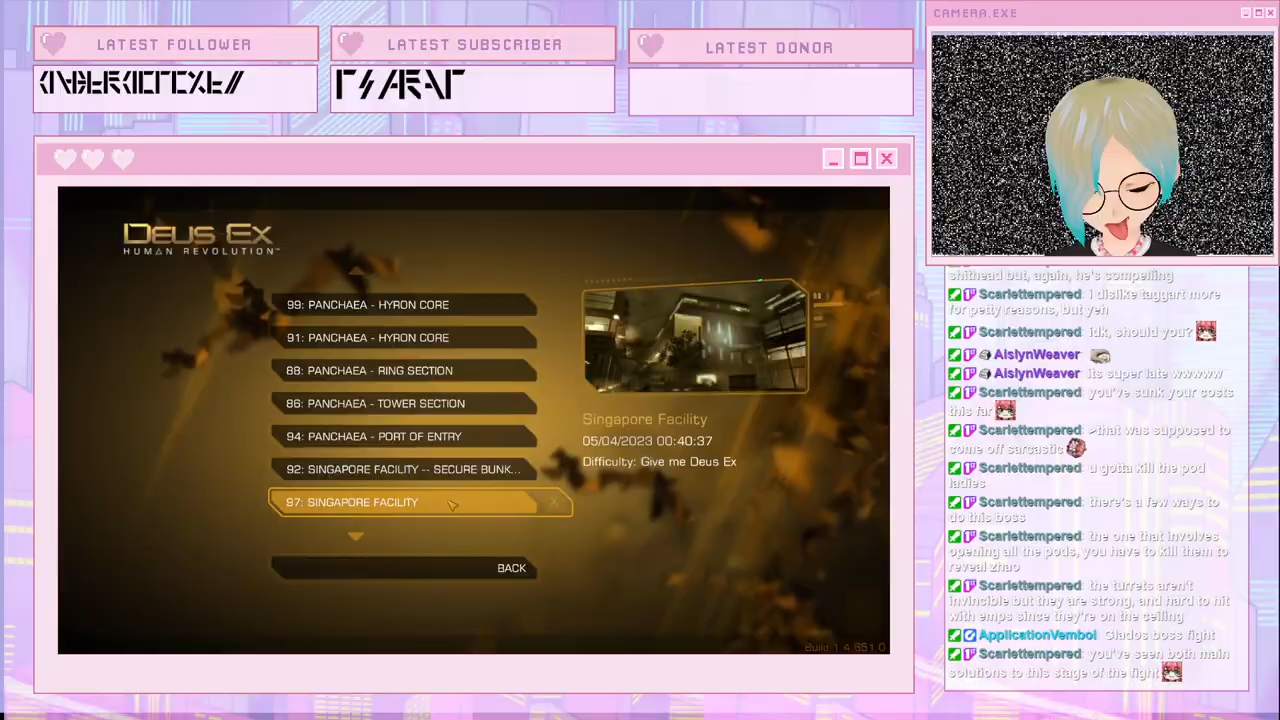 LATEST FOLLOWER
LATEST SUBSCRIBER
LATEST DONOR
CAMERA.EXE
DEUS EX
HUMAN REVOLUTION™
99: PANCHAEA - HYRON CORE
91: PANCHAEA - HYRON CORE
88: PANCHAEA - RING SECTION
86: PANCHAEA - TOWER SECTION
94: PANCHAEA - PORT OF ENTRY
92: SINGAPORE FACILITY -- SECURE BUNK...
97: SINGAPORE FACILITY
BACK
Singapore Facility
05/04/2023 00:40:37
Difficulty: Give me Deus Ex
Build: 1.4.651.0
shithead but, again, he's compelling
Scarlettempered: I dislike taggart more
for petty reasons, but yeh
Scarlettempered: idk, should you?
AislynWeaver
AislynWeaver: its super late wwwww
Scarlettempered: you've sunk your costs
this far
Scarlettempered: >that was supposed to
come off sarcastic
Scarlettempered: u gotta kill the pod
ladies
Scarlettempered: there's a few ways to
do this boss
Scarlettempered: the one that involves
opening all the pods, you have to kill them to
reveal zhao
Scarlettempered: the turrets aren't
invincible but they are strong, and hard to hit
with emps since they're on the ceiling
ApplicationVemboi: Glados boss fight
Scarlettempered: you've seen both main
solutions to this stage of the fight